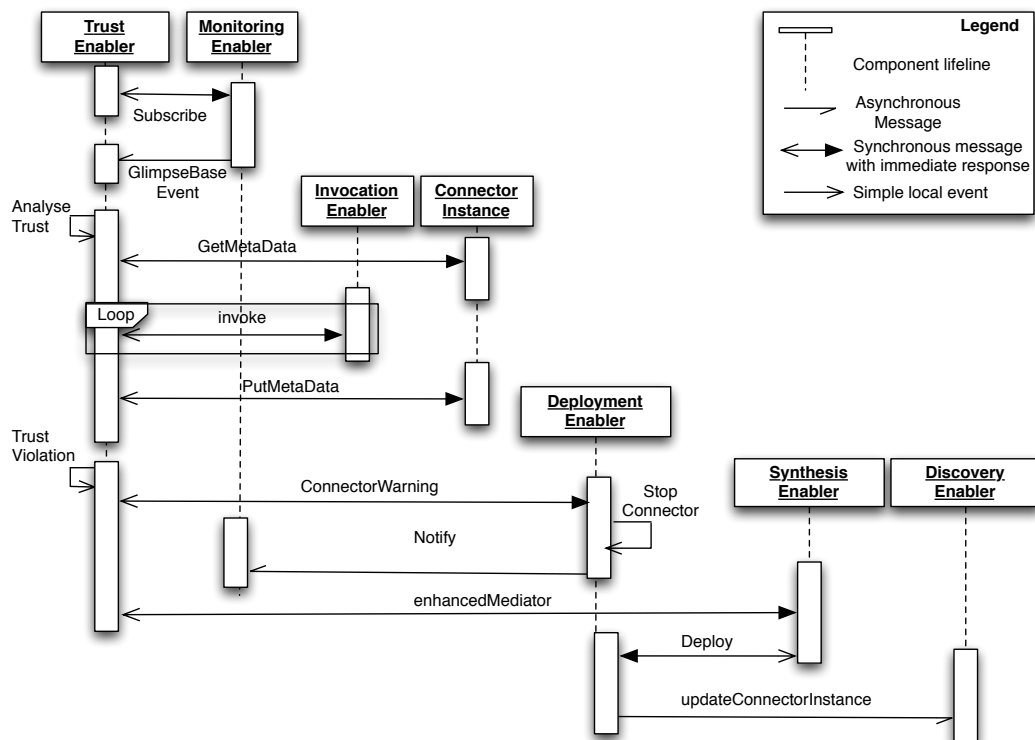 Trust
Enabler
Monitoring
Enabler
Legend
Component lifeline
Asynchronous
Message
Synchronous message
with immediate response
Simple local event
Subscribe
GlimpseBase
Event
Invocation
Enabler
Connector
Instance
Analyse
Trust
GetMetaData
Loop
invoke
PutMetaData
Deployment
Enabler
Trust
Violation
ConnectorWarning
Stop
Connector
Synthesis
Enabler
Discovery
Enabler
Notify
enhancedMediator
Deploy
updateConnectorInstance